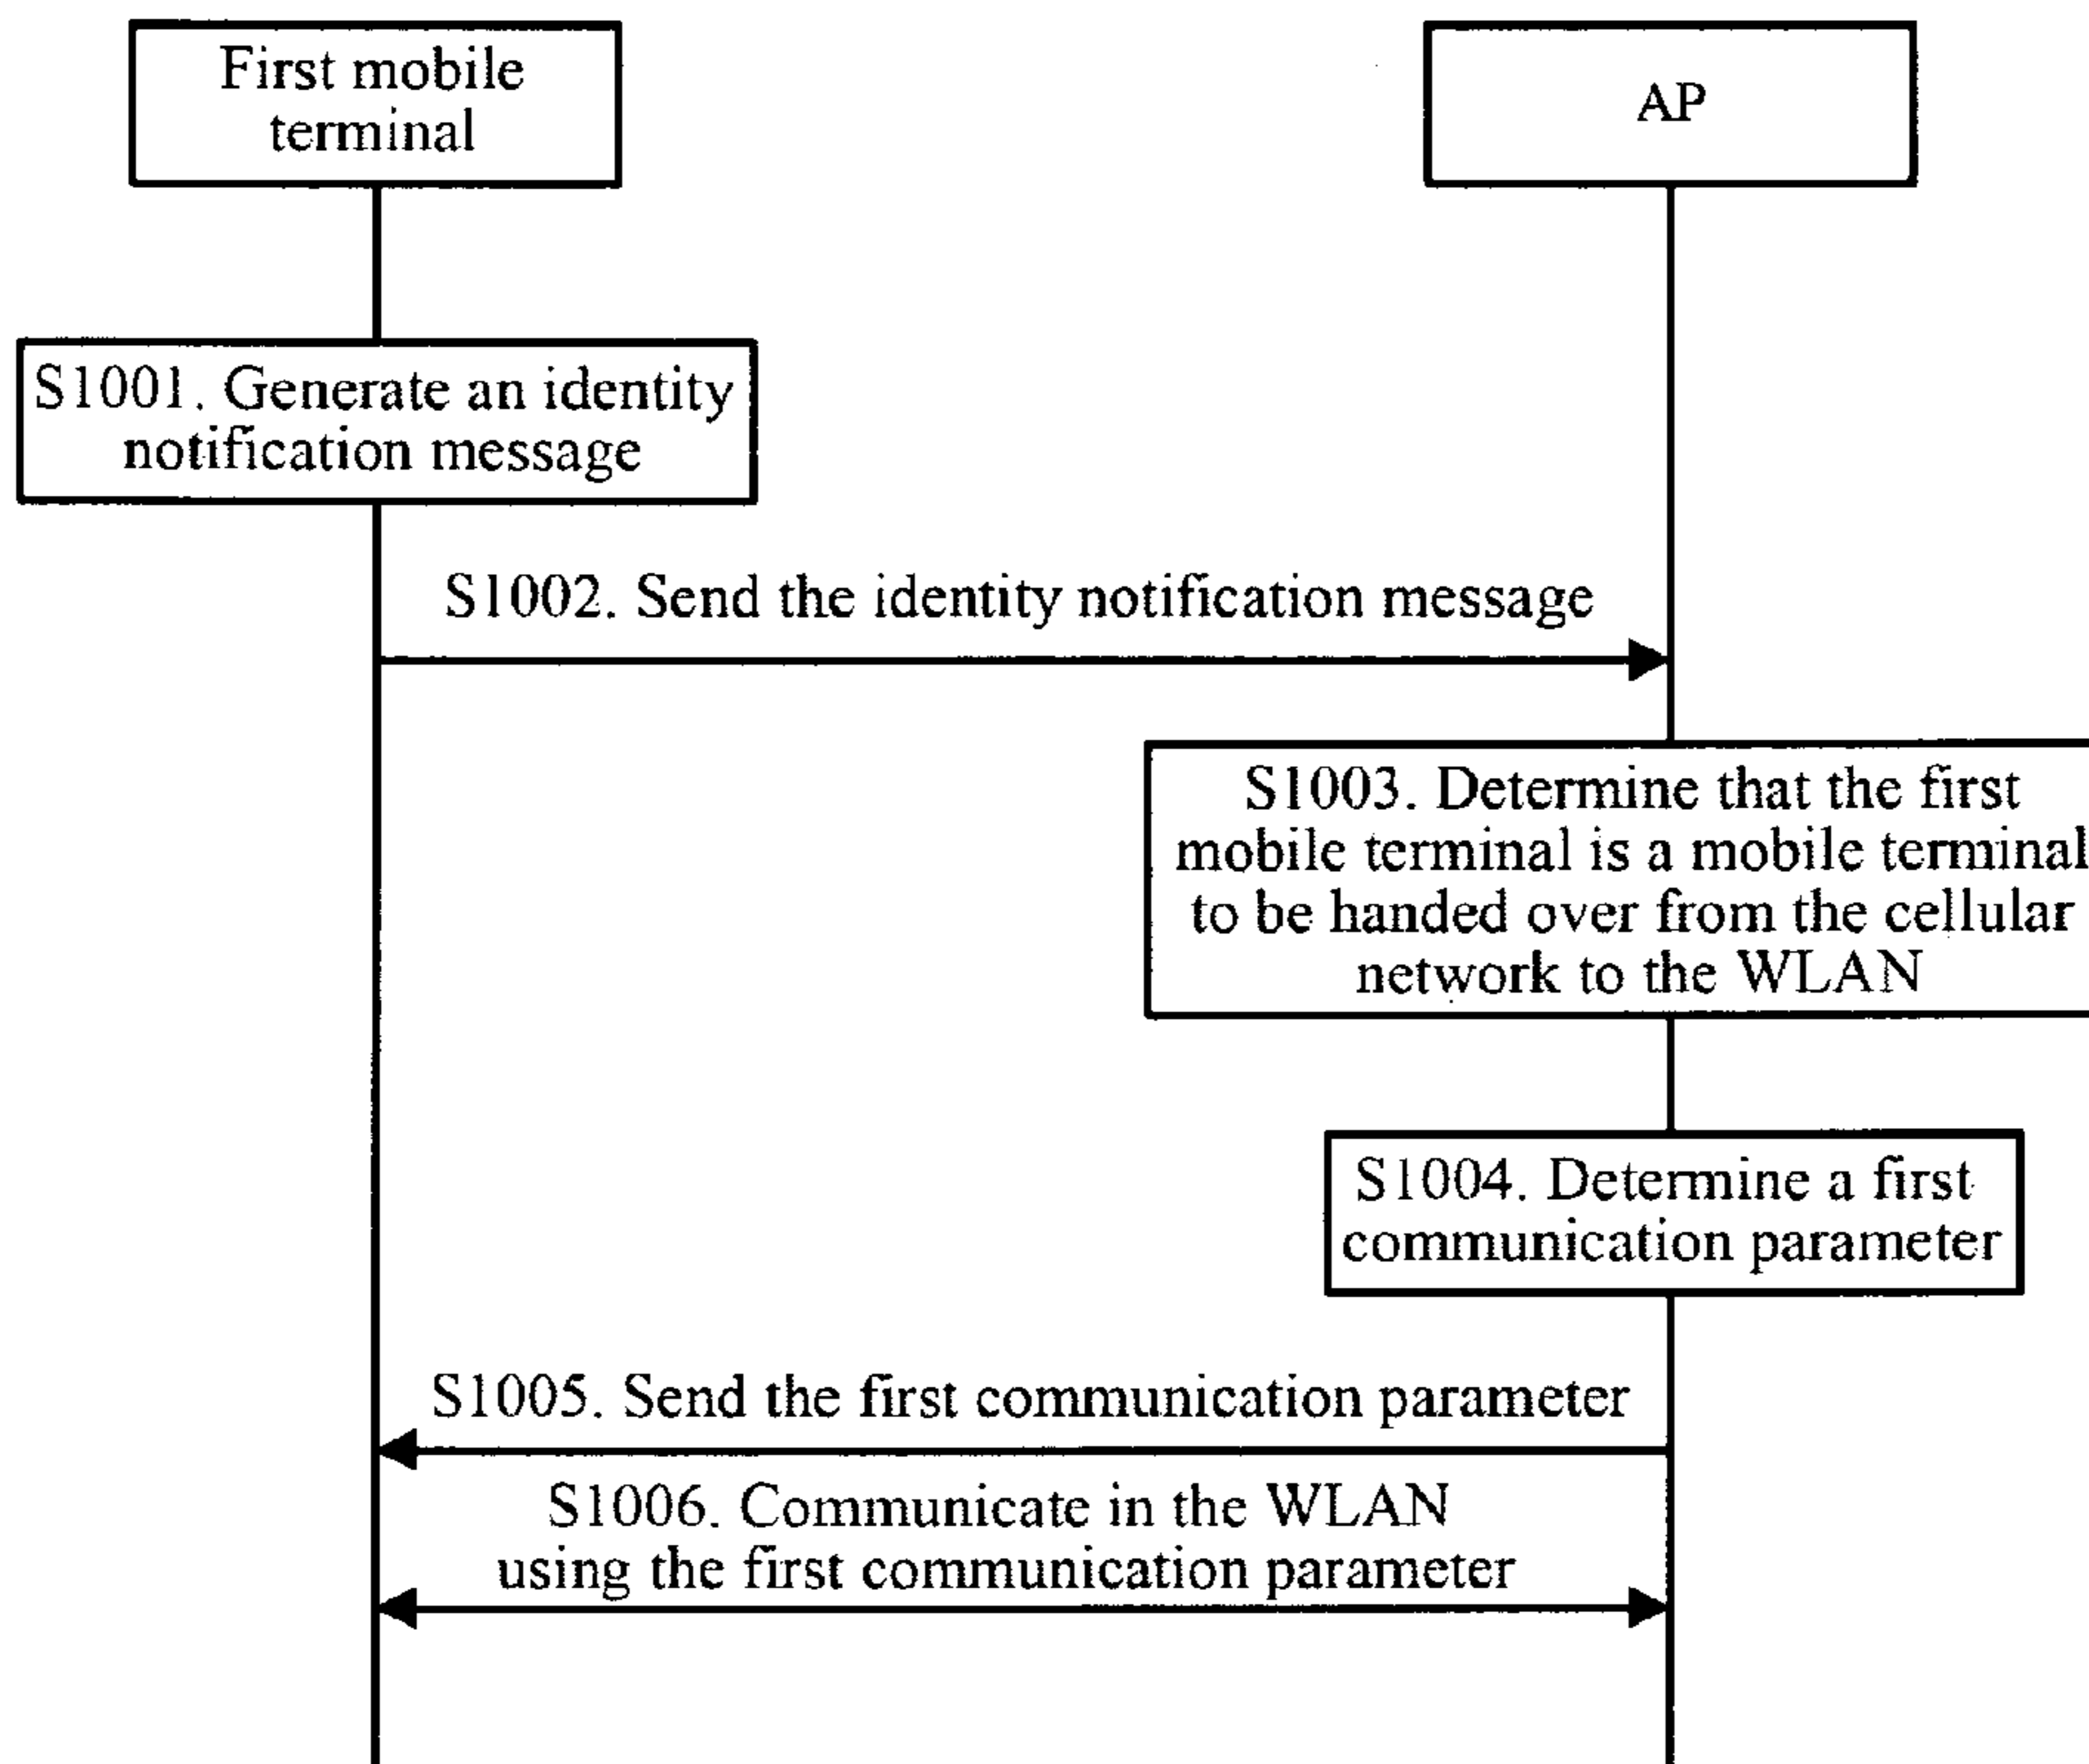 First mobile
terminal
AP
S1001. Generate an identity
notification message
S1002. Send the identity notification message
S1003. Determine that the first
mobile terminal is a mobile terminal
to be handed over from the cellular
network to the WLAN
S1004. Determine a first
communication parameter
S1005. Send the first communication parameter
S1006. Communicate in the WLAN
using the first communication parameter